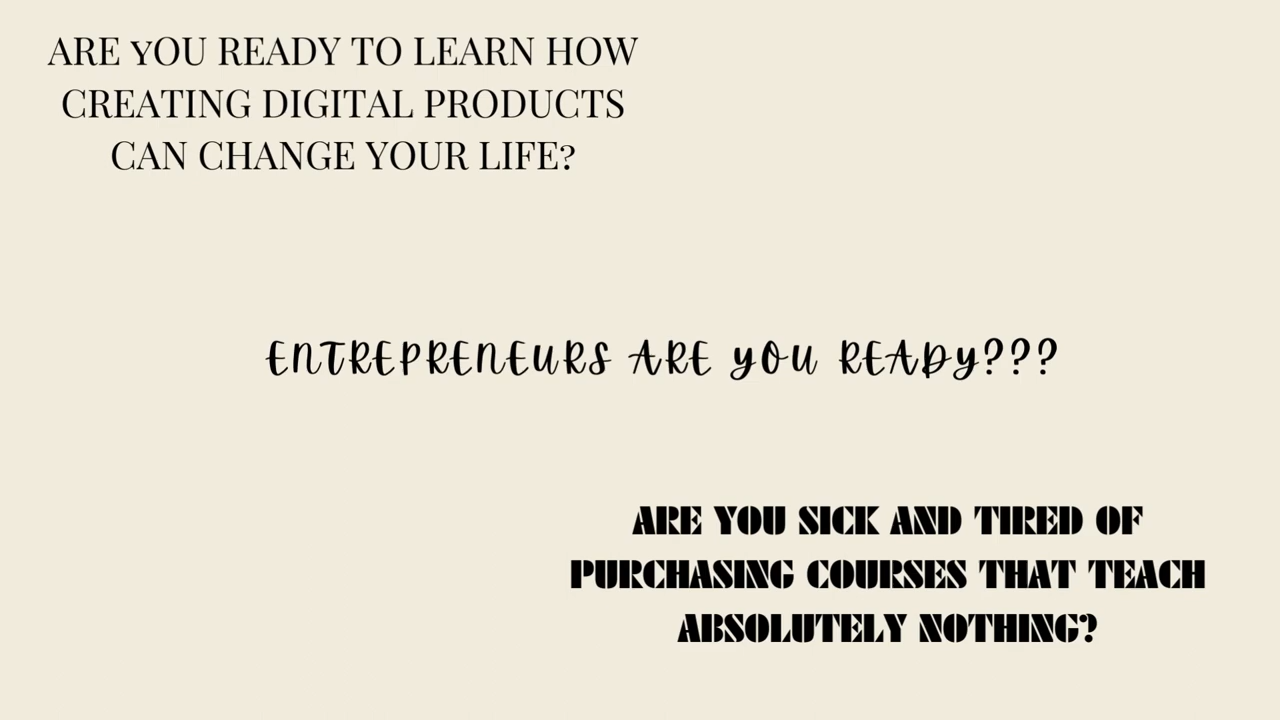 ARE YOU READY TO LEARN HOW
CREATING DIGITAL PRODUCTS
CAN CHANGE YOUR LIFE?
ENTREPRENEURS ARE YOU READY???
ARE YOU SICK AND TIRED OF
PURCHASING COURSES THAT TEACH
ABSOLUTELY NOTHING?